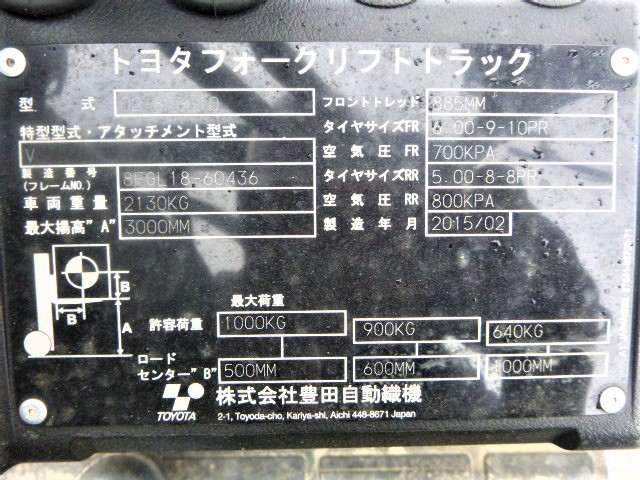 トヨタフォークリフトトラック
型 式
フロントトレッド 885MM
特型型式・アタッチメント型式
タイヤサイズFR 6.00-9-10PR
V
空気圧 FR 700KPA
製造番号
(フレームNO.) 8FGL18-60436
タイヤサイズRR 5.00-8-8PR
車両重量 2130KG
空気圧 RR 800KPA
最大揚高"A" 3000MM
製造年月 2015/02
B
B
A
最大荷重
許容荷重 1000KG 900KG 640KG
ロード
センター"B" 500MM 600MM 1000MM
TOYOTA
株式会社豊田自動織機
2-1, Toyoda-cho, Kariya-shi, Aichi 448-8671 Japan